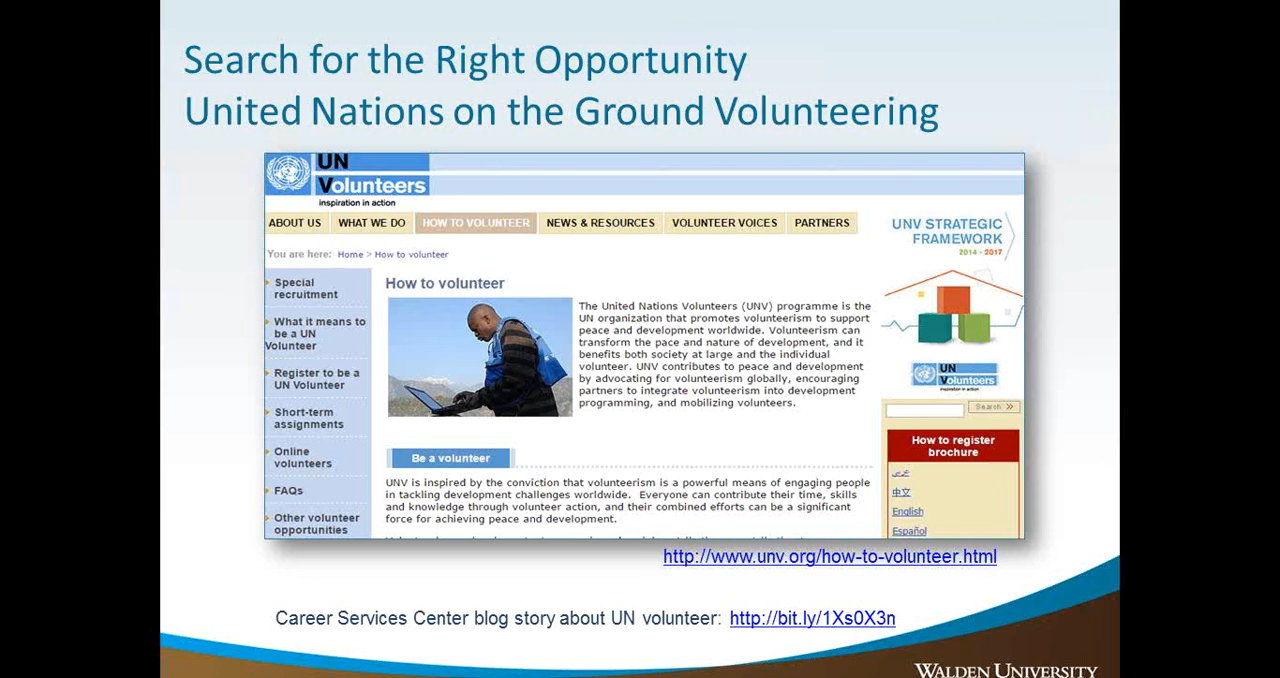 Search for the Right Opportunity
United Nations on the Ground Volunteering
UN
Volunteers
inspiration in action
ABOUT US
WHAT WE DO
HOW TO VOLUNTEER
NEWS & RESOURCES
VOLUNTEER VOICES
PARTNERS
You are here: Home > How to volunteer
Special
recruitment
What it means to
be a UN
Volunteer
Register to be a
UN Volunteer
Short-term
assignments
Online
volunteers
FAQs
Other volunteer
opportunities
How to volunteer
The United Nations Volunteers (UNV) programme is the
UN organization that promotes volunteerism to support
peace and development worldwide. Volunteerism can
transform the pace and nature of development, and it
benefits both society at large and the individual
volunteer. UNV contributes to peace and development
by advocating for volunteerism globally, encouraging
partners to integrate volunteerism into development
programming, and mobilizing volunteers.
Be a volunteer
UNV is inspired by the conviction that volunteerism is a powerful means of engaging people
in tackling development challenges worldwide. Everyone can contribute their time, skills
and knowledge through volunteer action, and their combined efforts can be a significant
force for achieving peace and development.
UNV STRATEGIC
FRAMEWORK
2014 - 2017
UN
Volunteers
inspiration in action
Search >>
How to register
brochure
عربي
中文
English
Español
http://www.unv.org/how-to-volunteer.html
Career Services Center blog story about UN volunteer: http://bit.ly/1Xs0X3n
WALDEN UNIVERSITY